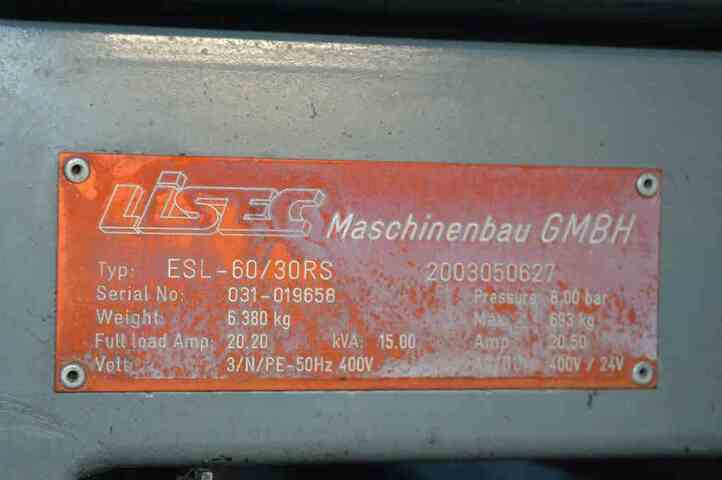 LiSEC Maschinenbau GMBH
Typ: ESL-60/30RS 2003050627
Serial No: 031-019658 Pressure 8.00 bar
Weight: 6.380 kg Max. 693 kg
Full load Amp: 20,20 kVA: 15.00 Amp 20.50
Volt: 3/N/PE-50Hz 400V 400V / 24V